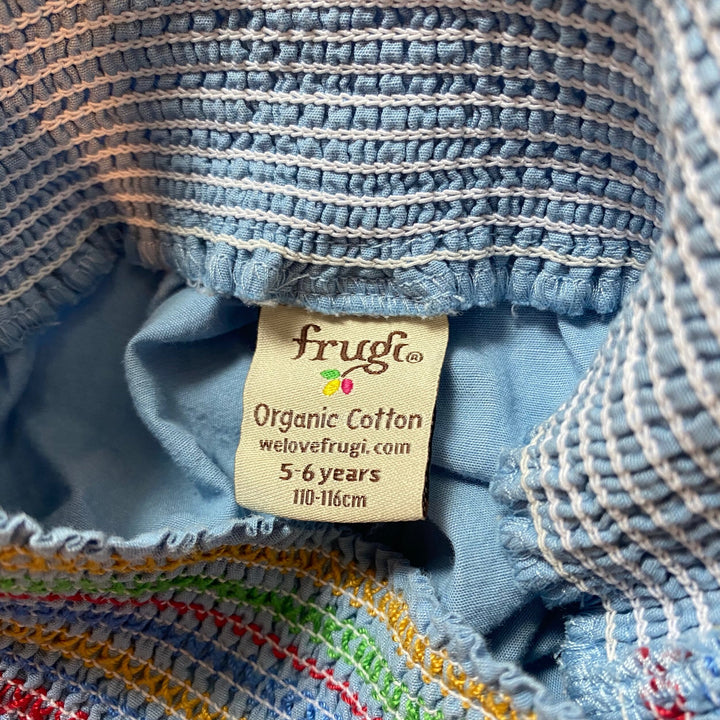 frugi®
Organic Cotton
welovefrugi.com
5-6 years
110-116cm